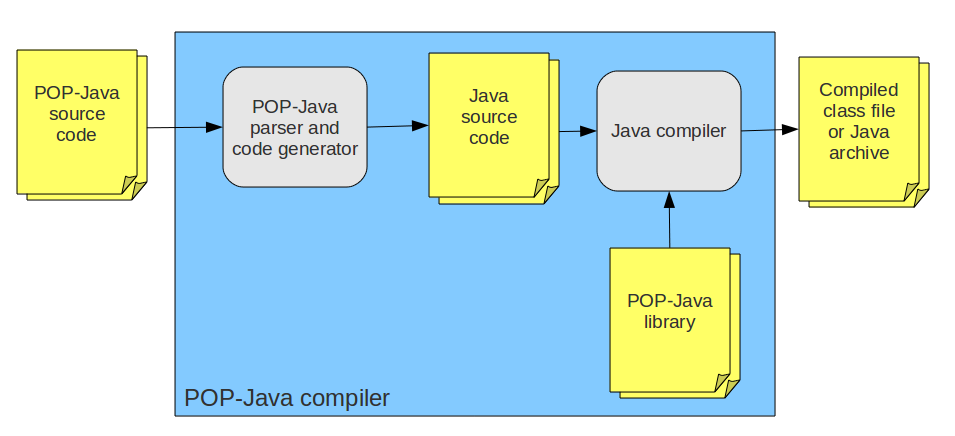 POP-Java
source
code
POP-Java
parser and
code generator
Java
source
code
Java compiler
Compiled
class file
or Java
archive
POP-Java
library
POP-Java compiler